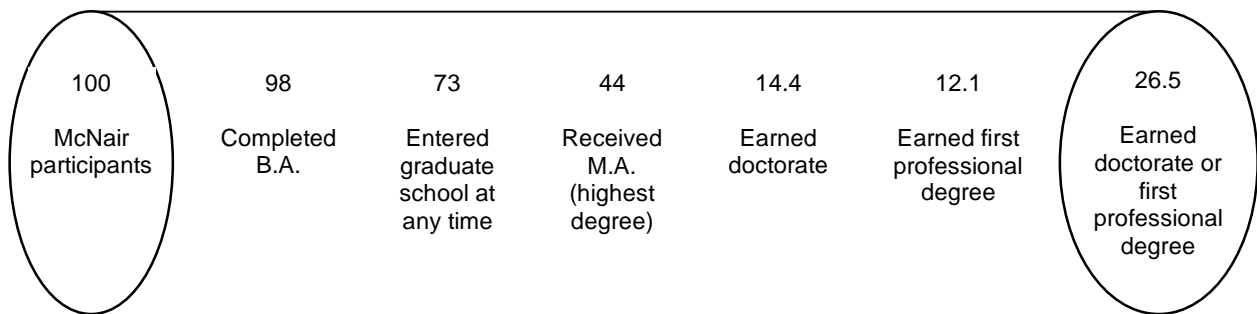 100
McNair
participants
98
Completed
B.A.
73
Entered
graduate
school at
any time
44
Received
M.A.
(highest
degree)
14.4
Earned
doctorate
12.1
Earned first
professional
degree
26.5
Earned
doctorate or
first
professional
degree